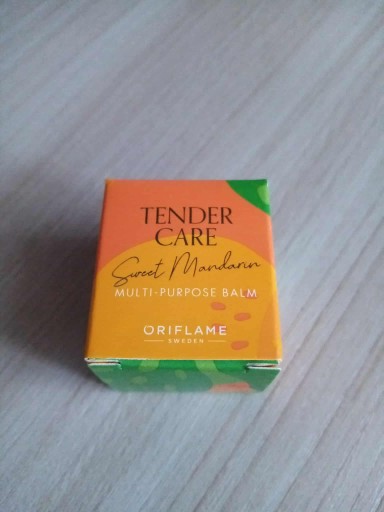 TENDER
CARE
Sweet Mandarin
MULTI-PURPOSE BALM
ORIFLAME
SWEDEN